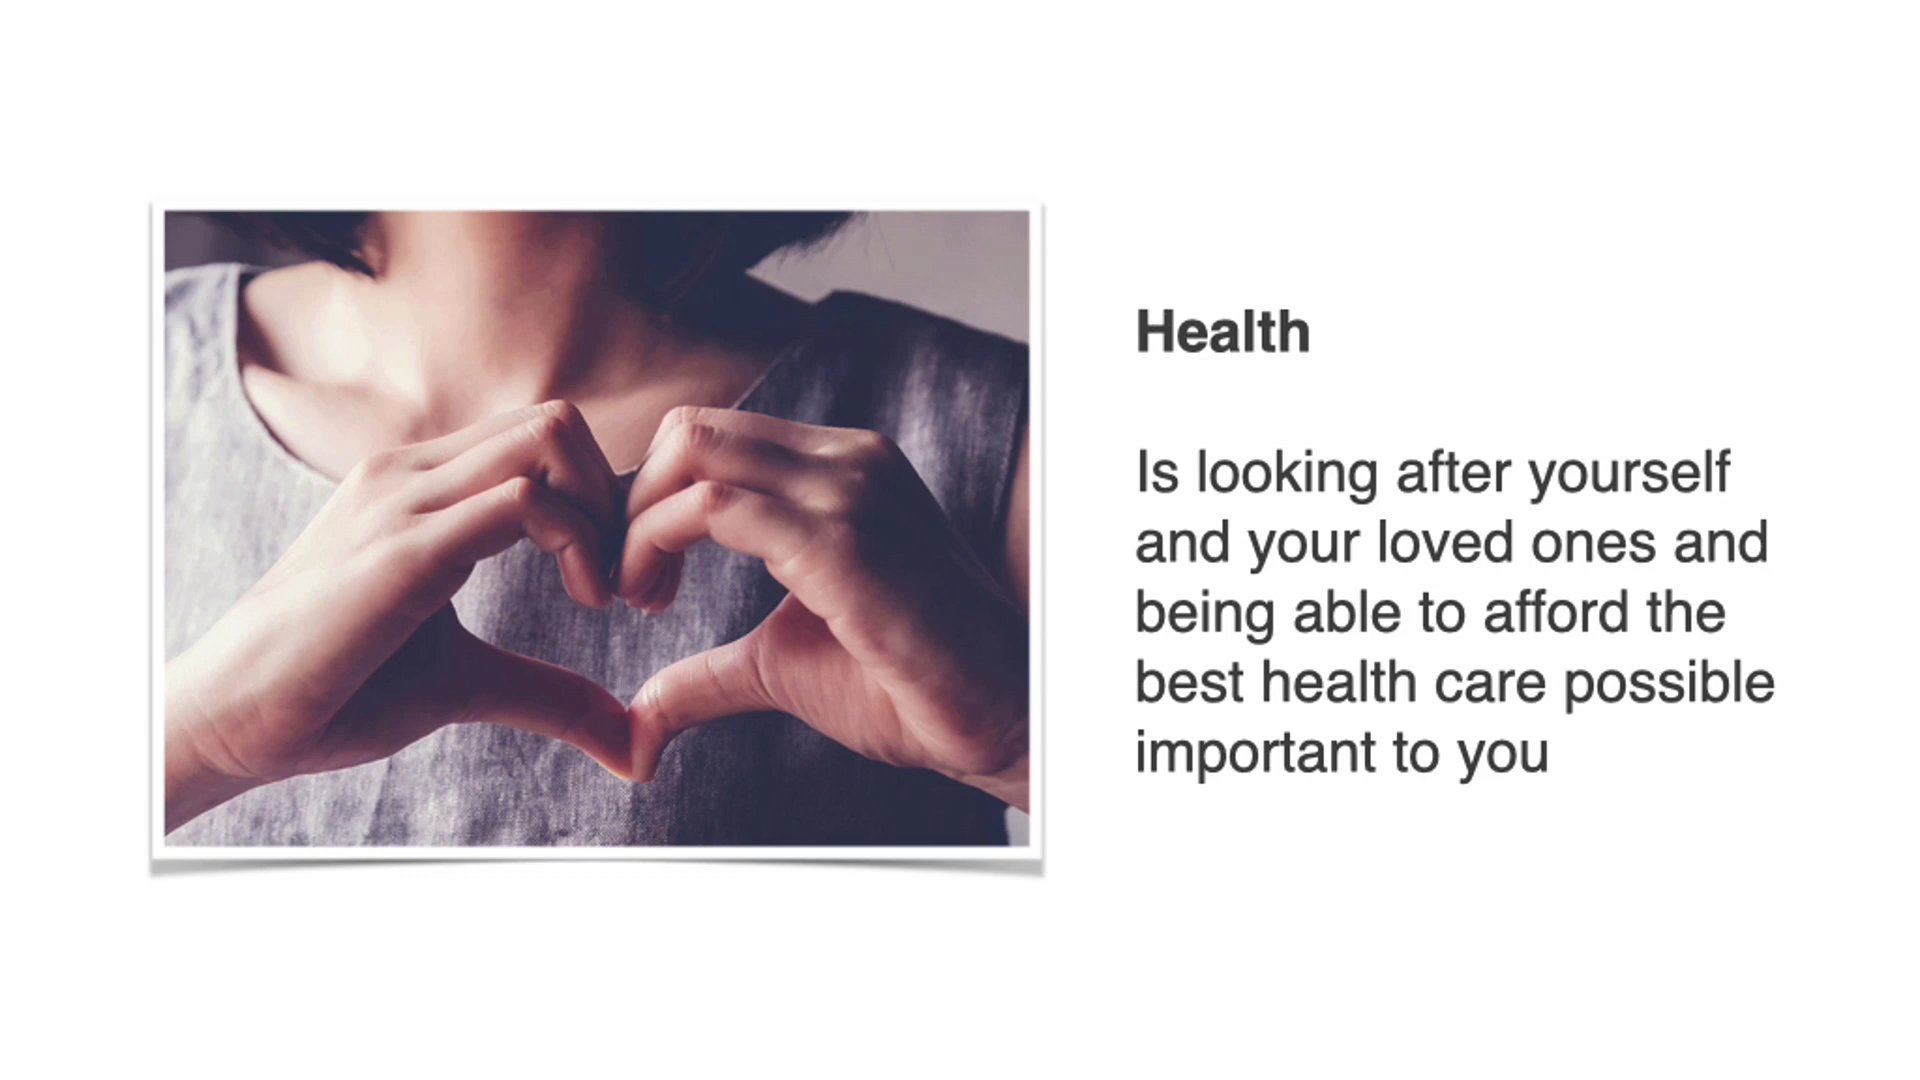 Health
Is looking after yourself
and your loved ones and
being able to afford the
best health care possible
important to you